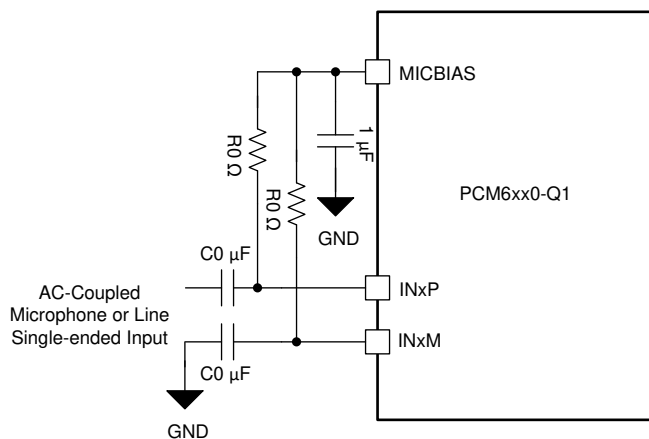 MICBIAS
R0 Ω
R0 Ω
1 µF
GND
PCM6xx0-Q1
C0 µF
AC-Coupled
Microphone or Line
Single-ended Input
INxP
INxM
C0 µF
GND